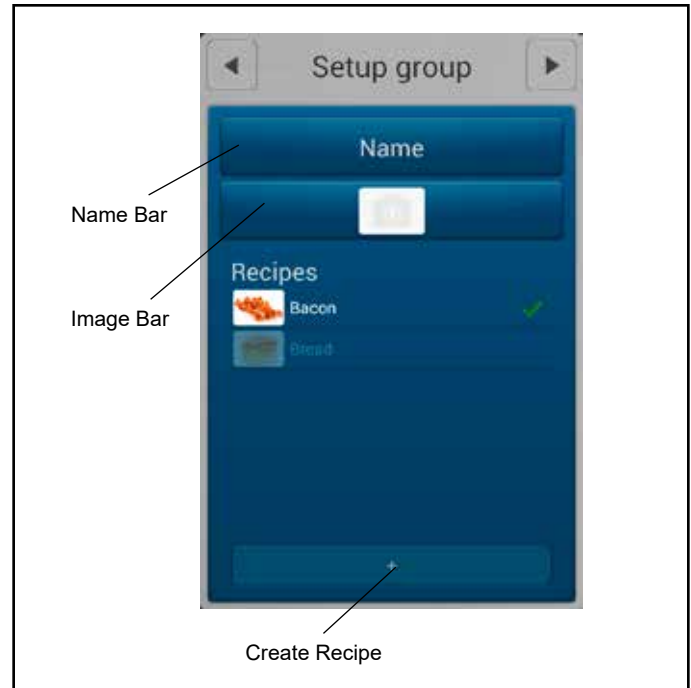 Setup group
Name
Name Bar
Image Bar
Recipes
Bacon
Bread
+
Create Recipe